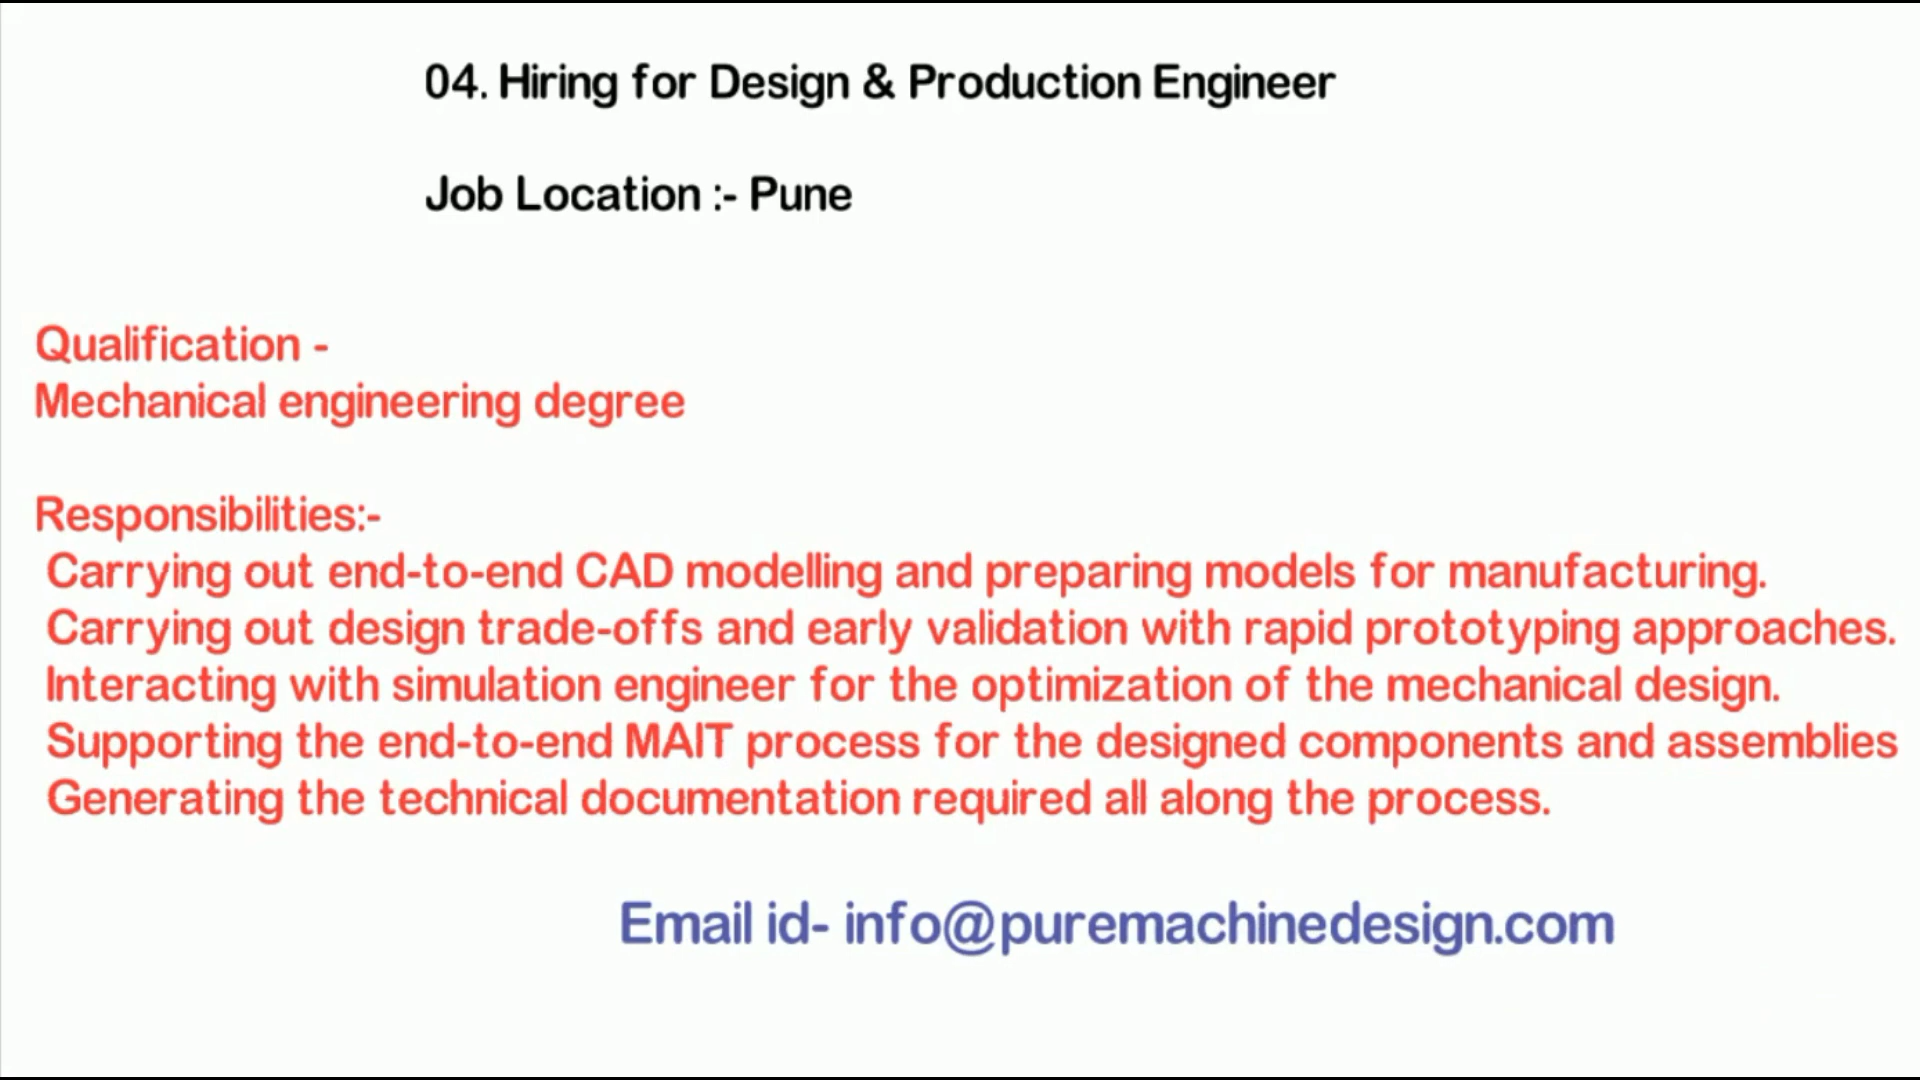 04. Hiring for Design & Production Engineer
Job Location :- Pune
Qualification -
Mechanical engineering degree
Responsibilities:-
Carrying out end-to-end CAD modelling and preparing models for manufacturing.
Carrying out design trade-offs and early validation with rapid prototyping approaches.
Interacting with simulation engineer for the optimization of the mechanical design.
Supporting the end-to-end MAIT process for the designed components and assemblies
Generating the technical documentation required all along the process.
Email id- info@puremachinedesign.com